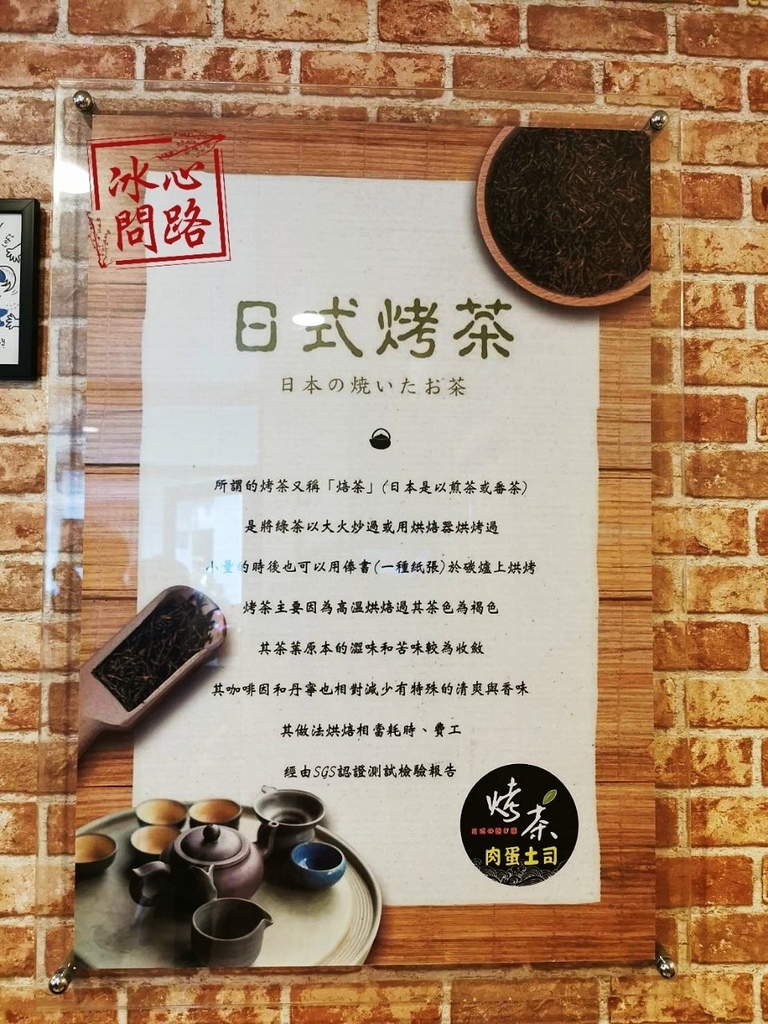 冰心
問路
日式烤茶
日本の焼いたお茶
所謂的烤茶又稱「焙茶」(日本是以煎茶或番茶)
是將綠茶以大火炒過或用烘焙器烘烤過
小量的時後也可以用俸書(一種紙張)於碳爐上烘烤
烤茶主要因為高溫烘焙過其茶色為褐色
其茶葉原本的澀味和苦味較為收斂
其咖啡因和丹寧也相對減少有特殊的清爽與香味
其做法烘焙相當耗時、費工
經由SGS認證測試檢驗報告
烤茶
肉蛋土司